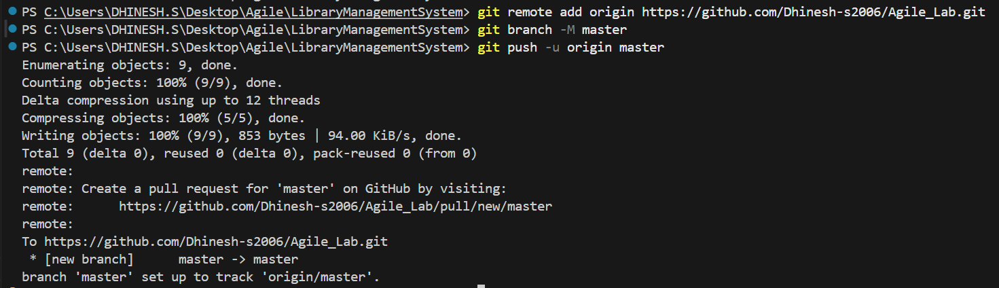 PS C:\Users\DHINESH.S\Desktop\Agile\LibraryManagementSystem> git remote add origin https://github.com/Dhinesh-s2006/Agile_Lab.git
PS C:\Users\DHINESH.S\Desktop\Agile\LibraryManagementSystem> git branch -M master
PS C:\Users\DHINESH.S\Desktop\Agile\LibraryManagementSystem> git push -u origin master
Enumerating objects: 9, done.
Counting objects: 100% (9/9), done.
Delta compression using up to 12 threads
Compressing objects: 100% (5/5), done.
Writing objects: 100% (9/9), 853 bytes | 94.00 KiB/s, done.
Total 9 (delta 0), reused 0 (delta 0), pack-reused 0 (from 0)
remote:
remote: Create a pull request for 'master' on GitHub by visiting:
remote:      https://github.com/Dhinesh-s2006/Agile_Lab/pull/new/master
remote:
To https://github.com/Dhinesh-s2006/Agile_Lab.git
 * [new branch]      master -> master
branch 'master' set up to track 'origin/master'.